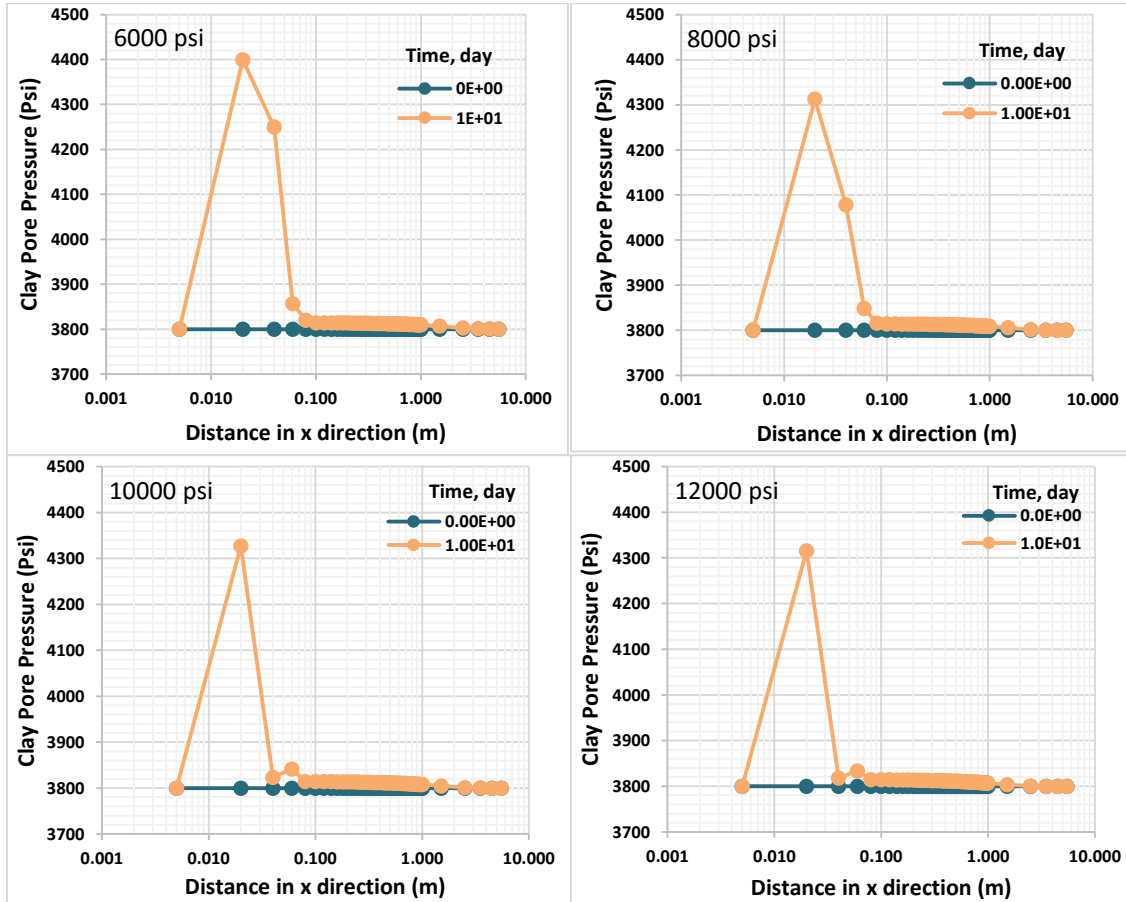 6000 psi
Time, day
0E+00
1E+01
Clay Pore Pressure (Psi)
4500
4400
4300
4200
4100
4000
3900
3800
3700
0.001 0.010 0.100 1.000 10.000
Distance in x direction (m)
8000 psi
Time, day
0.00E+00
1.00E+01
Clay Pore Pressure (Psi)
4500
4400
4300
4200
4100
4000
3900
3800
3700
0.001 0.010 0.100 1.000 10.000
Distance in x direction (m)
10000 psi
Time, day
0.00E+00
1.00E+01
Clay Pore Pressure (Psi)
4500
4400
4300
4200
4100
4000
3900
3800
3700
0.001 0.010 0.100 1.000 10.000
Distance in x direction (m)
12000 psi
Time, day
0.0E+00
1.0E+01
Clay Pore Pressure (Psi)
4500
4400
4300
4200
4100
4000
3900
3800
3700
0.001 0.010 0.100 1.000 10.000
Distance in x direction (m)